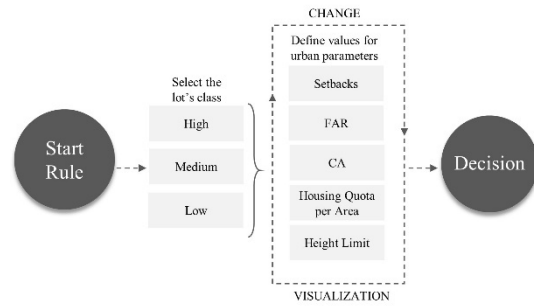 CHANGE
Define values for
urban parameters
Select the
lot's class
Setbacks
High
FAR
Start
Rule
Medium
CA
Decision
Housing Quota
per Area
Low
Height Limit
VISUALIZATION